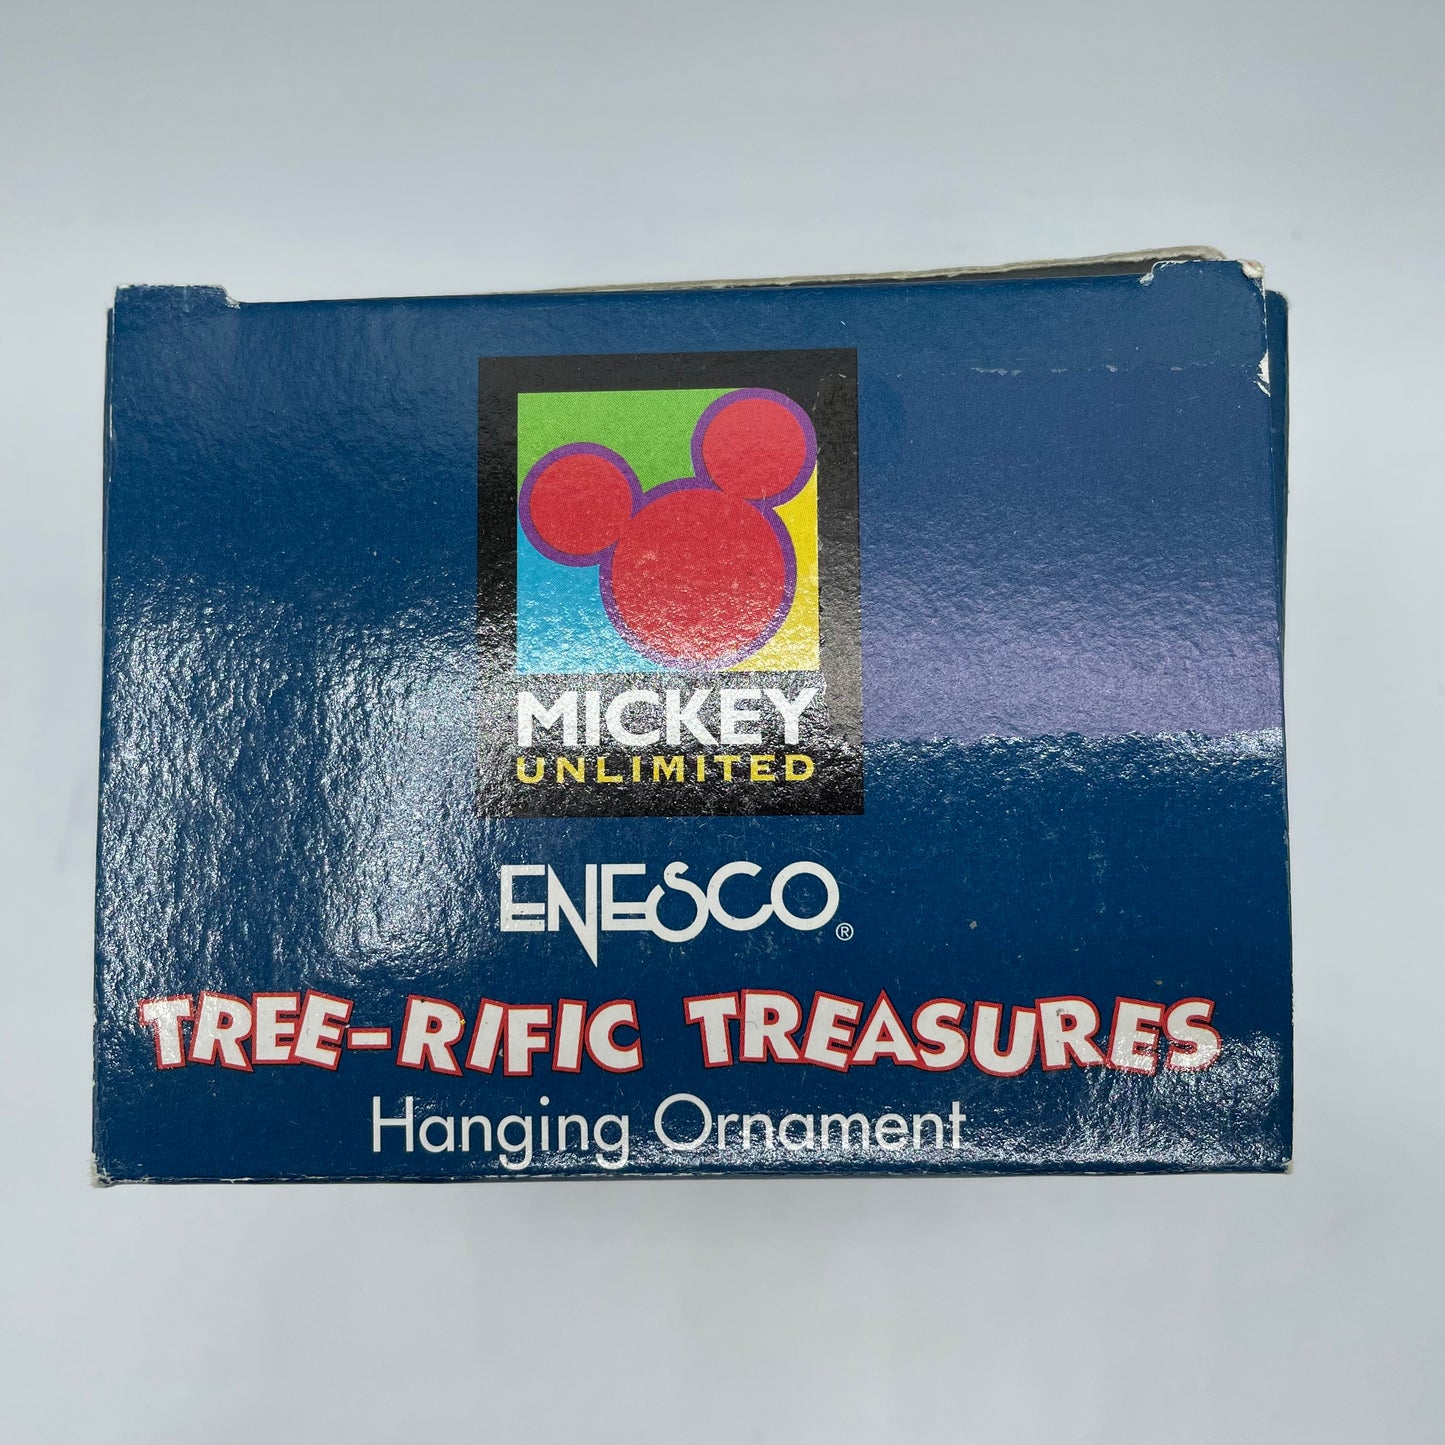 MICKEY
UNLIMITED
ENESCO®
TREE-RIFIC TREASURES
Hanging Ornament